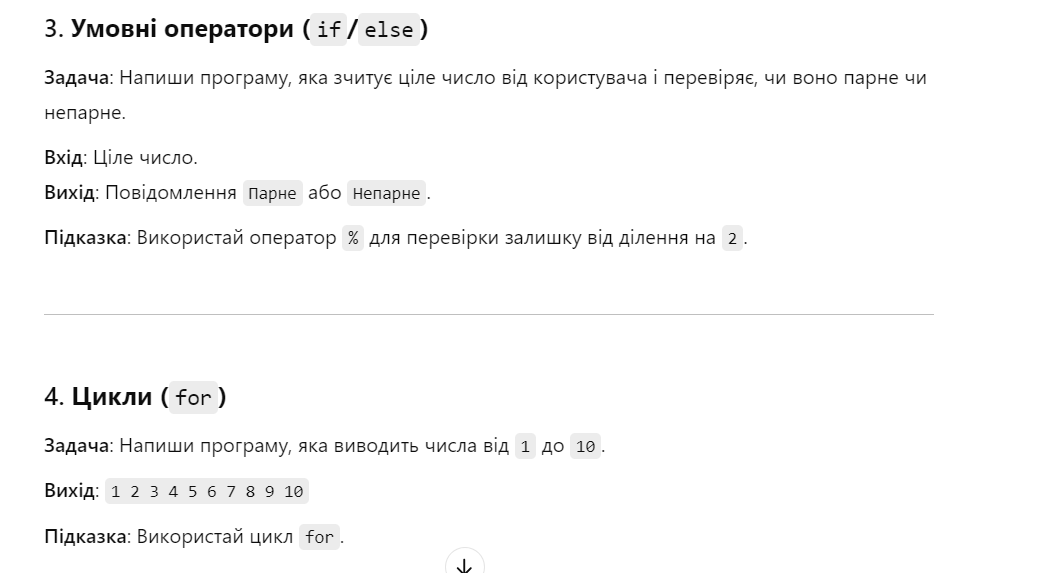 3. Умовні оператори (if/else)
Задача: Напиши програму, яка зчитує ціле число від користувача і перевіряє, чи воно парне чи
непарне.
Вхід: Ціле число.
Вихід: Повідомлення Парне або Непарне.
Підказка: Використай оператор % для перевірки залишку від ділення на 2.
4. Цикли (for)
Задача: Напиши програму, яка виводить числа від 1 до 10.
Вихід: 1 2 3 4 5 6 7 8 9 10
Підказка: Використай цикл for.